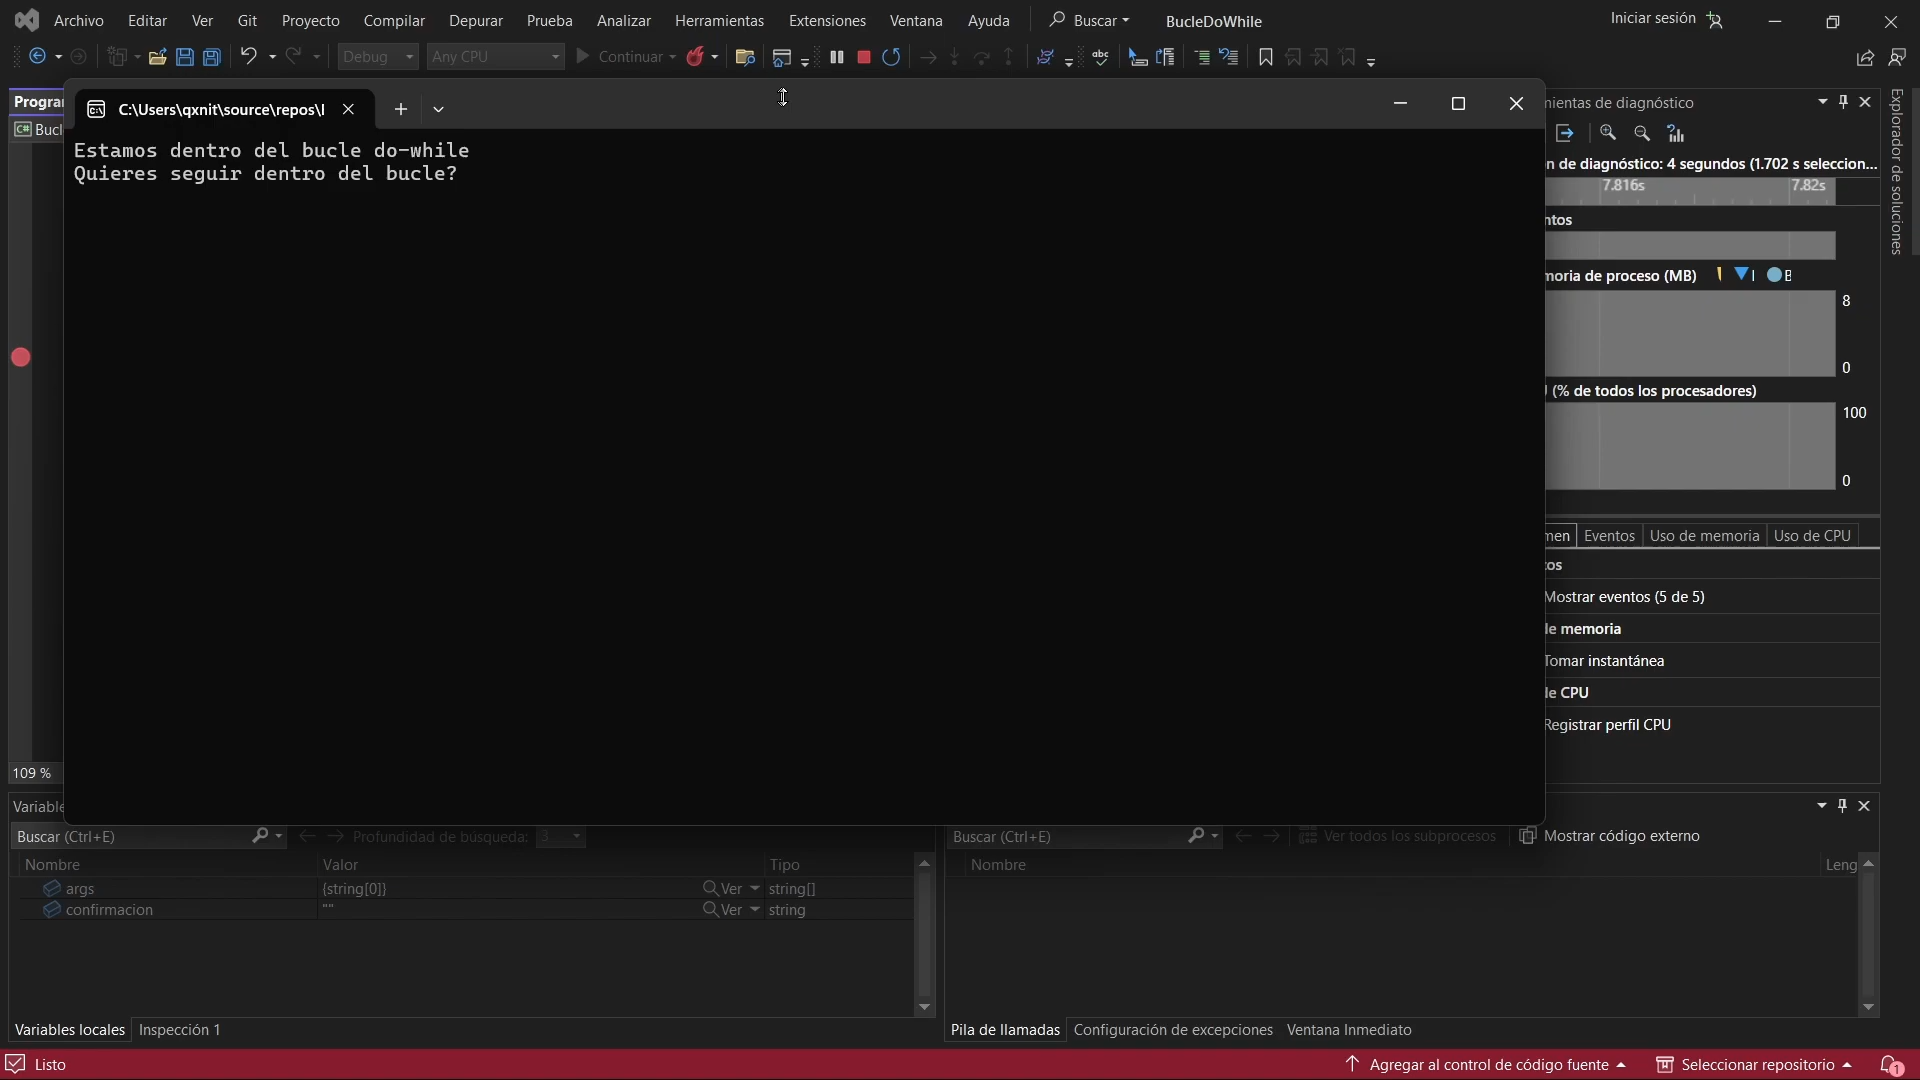 Archivo Editar Ver Git Proyecto Compilar Depurar Prueba Analizar Herramientas Extensiones Ventana Ayuda Buscar BucleDoWhile Iniciar sesión
Debug Any CPU Continuar abc
Progra
C:\Users\qxnit\source\repos\
mientas de diagnóstico
C# Bucl
Estamos dentro del bucle do-while
Quieres seguir dentro del bucle?
n de diagnóstico: 4 segundos (1.702 s seleccion...
7.816s 7.82s
ntos
moria de proceso (MB)
8
0
(% de todos los procesadores)
100
0
men Eventos Uso de memoria Uso de CPU
tos
Mostrar eventos (5 de 5)
de memoria
Tomar instantánea
de CPU
Registrar perfil CPU
Explorador de soluciones
109 %
Variable
Buscar (Ctrl+E) Profundidad de búsqueda: 3
Nombre Valor Tipo
args {string[0]} Ver string[]
confirmacion "" Ver string
Variables locales Inspección 1
Buscar (Ctrl+E) Ver todos los subprocesos Mostrar código externo
Nombre Leng
Pila de llamadas Configuración de excepciones Ventana Inmediato
Listo Agregar al control de código fuente Seleccionar repositorio 1